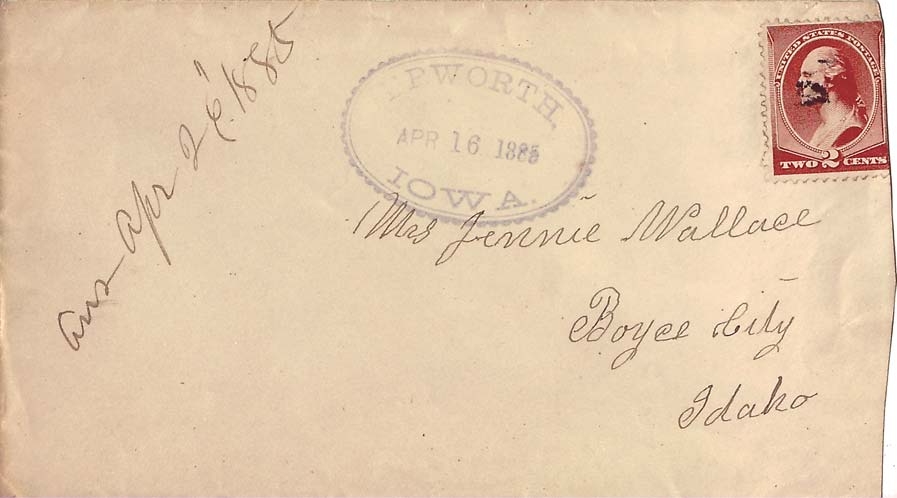 UNITED STATES POSTAGE
TWO 2 CENTS
PWORTH.
APR 16 1885
IOWA.
ans- Apr 26 1885
Mrs Jennie Wallace
Boyce City
Idaho